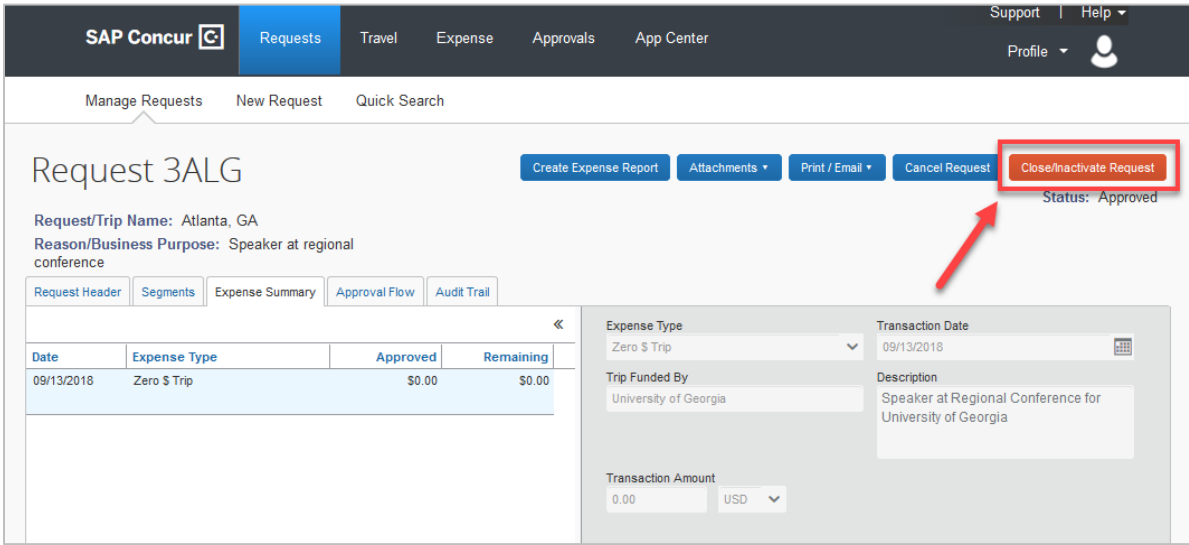 Support | Help
SAP Concur C Requests Travel Expense Approvals App Center
Profile
Manage Requests New Request Quick Search
Request 3ALG
Create Expense Report Attachments Print / Email Cancel Request Close/Inactivate Request
Status: Approved
Request/Trip Name: Atlanta, GA
Reason/Business Purpose: Speaker at regional
conference
Request Header Segments Expense Summary Approval Flow Audit Trail
«
Date Expense Type Approved Remaining
09/13/2018 Zero $ Trip $0.00 $0.00
Expense Type Transaction Date
Zero $ Trip 09/13/2018
Trip Funded By Description
University of Georgia Speaker at Regional Conference for
University of Georgia
Transaction Amount
0.00 USD